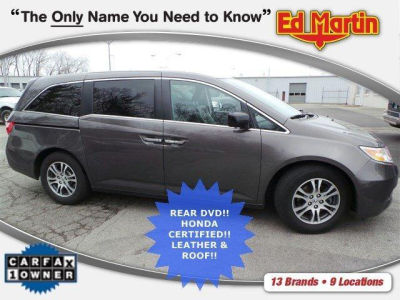 “The Only Name You Need to Know”
Ed Martin
REAR DVD!!
HONDA
CERTIFIED!!
LEATHER &
ROOF!!
CARFAX
1 OWNER
13 Brands • 9 Locations